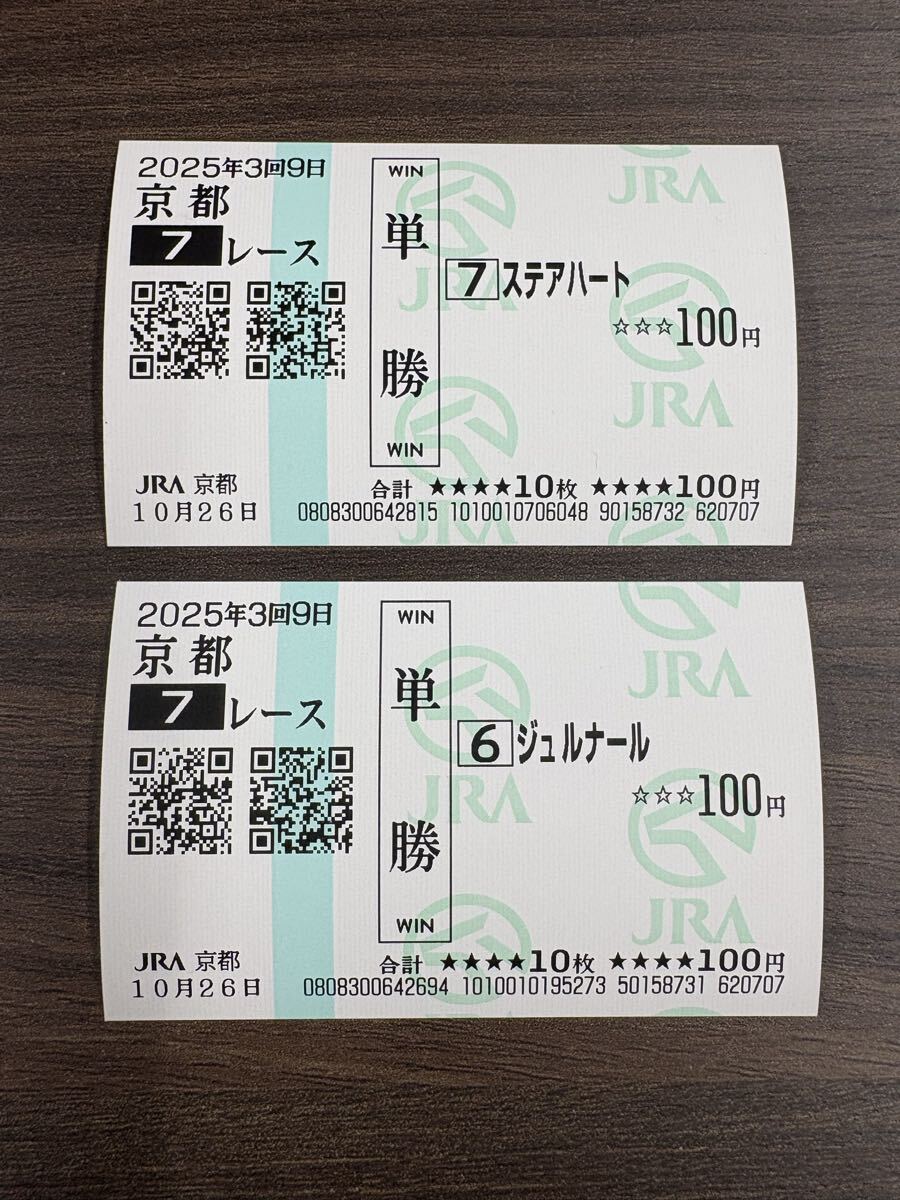 2025年3回9日
京都
7レース
WIN
単勝
WIN
7 ステアハート
☆☆☆100円
JRA 京都
10月26日
合計 ★★★★10枚 ★★★★100円
0808300642815 1010010706048 90158732 620707
JRA
JRA
JRA
2025年3回9日
京都
7レース
WIN
単勝
WIN
6 ジュルナール
☆☆☆100円
JRA 京都
10月26日
合計 ★★★★10枚 ★★★★100円
0808300642694 1010010195273 50158731 620707
JRA
JRA
JRA